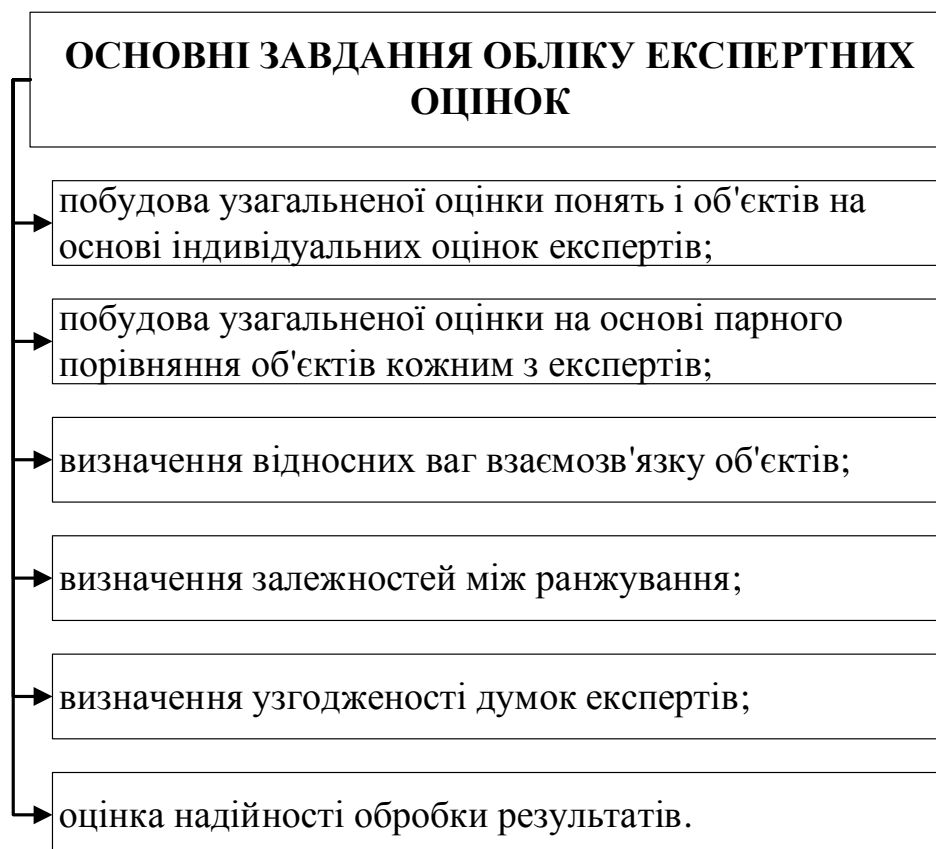 ОСНОВНІ ЗАВДАННЯ ОБЛІКУ ЕКСПЕРТНИХ
ОЦІНОК
побудова узагальненої оцінки понять і об'єктів на
основі індивідуальних оцінок експертів;
побудова узагальненої оцінки на основі парного
порівняння об'єктів кожним з експертів;
визначення відносних ваг взаємозв'язку об'єктів;
визначення залежностей між ранжування;
визначення узгодженості думок експертів;
оцінка надійності обробки результатів.